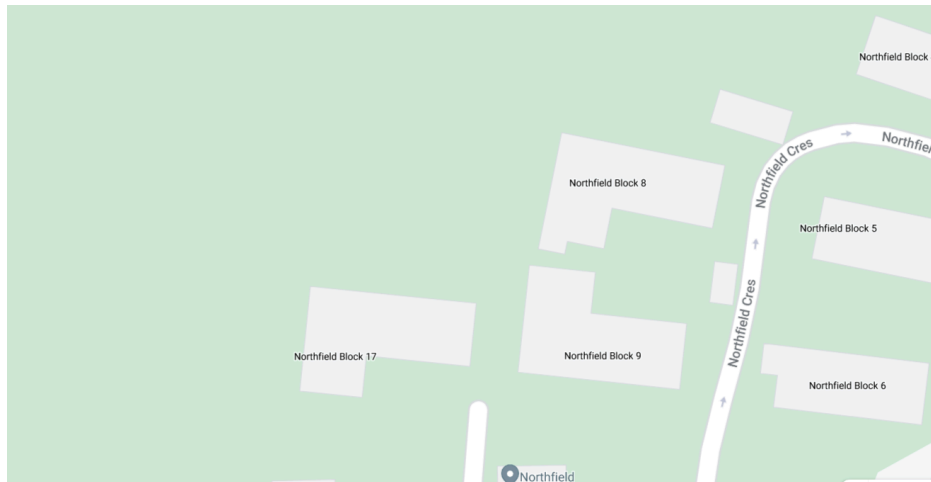 Northfield Block
Northfield Cres
Northfiel
Northfield Block 8
Northfield Block 5
Northfield Cres
Northfield Block 17
Northfield Block 9
Northfield Block 6
Northfield